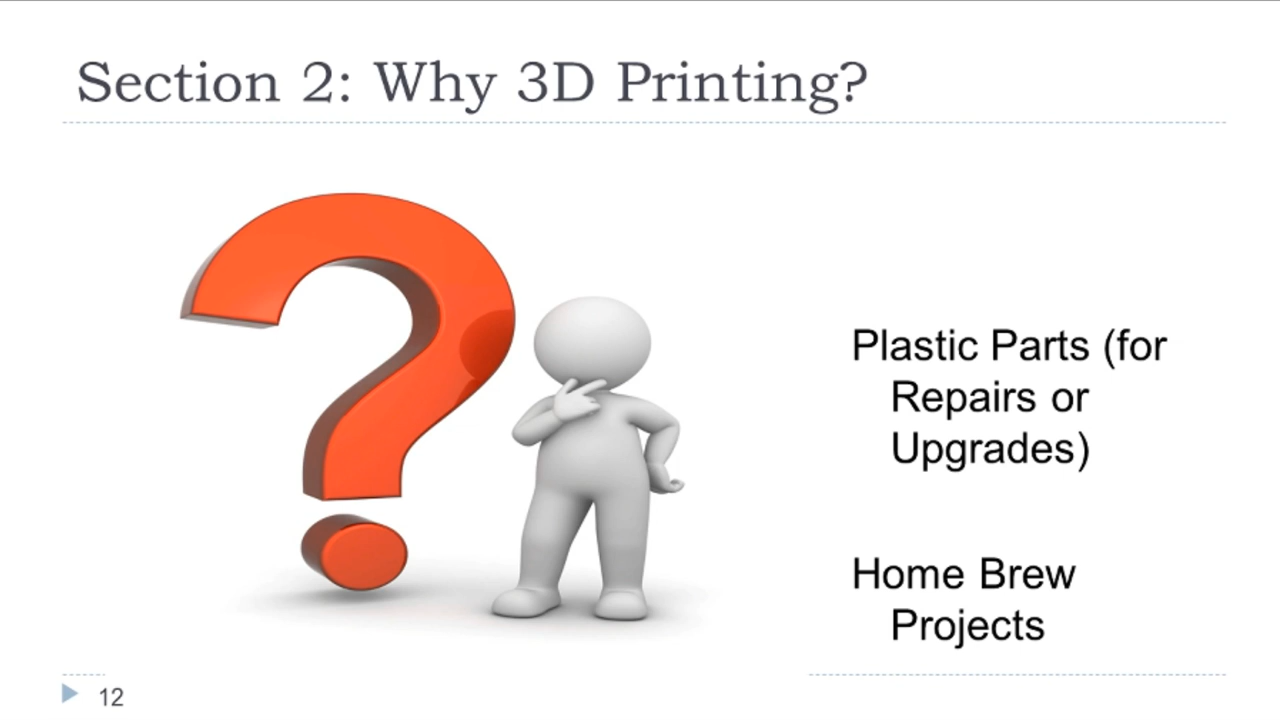 Section 2: Why 3D Printing?
Plastic Parts (for
Repairs or
Upgrades)
Home Brew
Projects
12